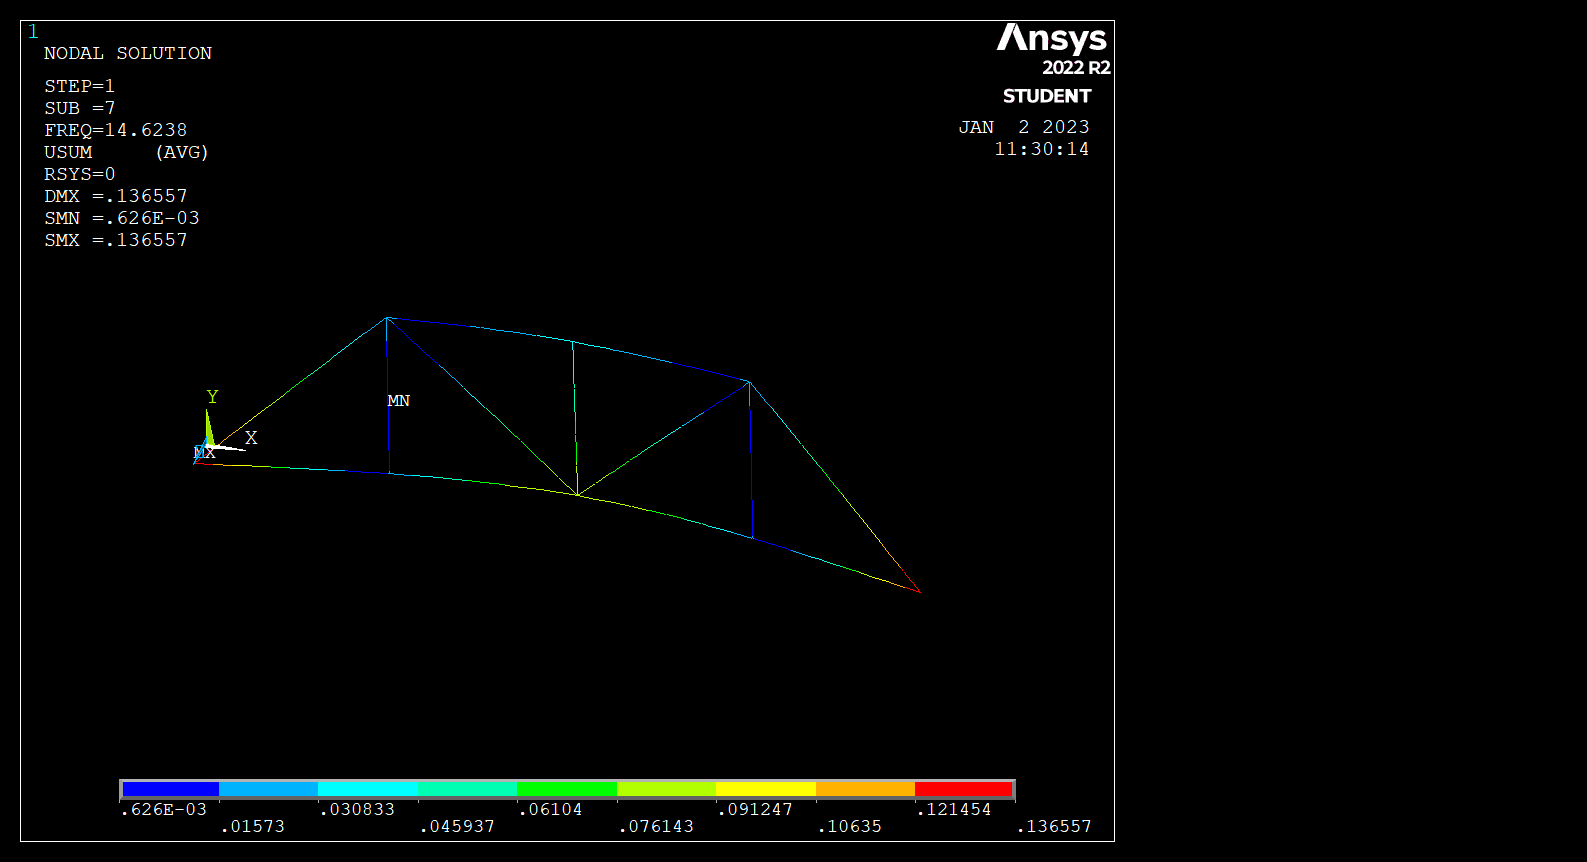 1
NODAL SOLUTION
STEP=1
SUB =7
FREQ=14.6238
USUM (AVG)
RSYS=0
DMX =.136557
SMN =.626E-03
SMX =.136557
Ansys
2022 R2
STUDENT
JAN 2 2023
11:30:14
Y
X
MX
MN
.626E-03
.01573
.030833
.045937
.06104
.076143
.091247
.10635
.121454
.136557